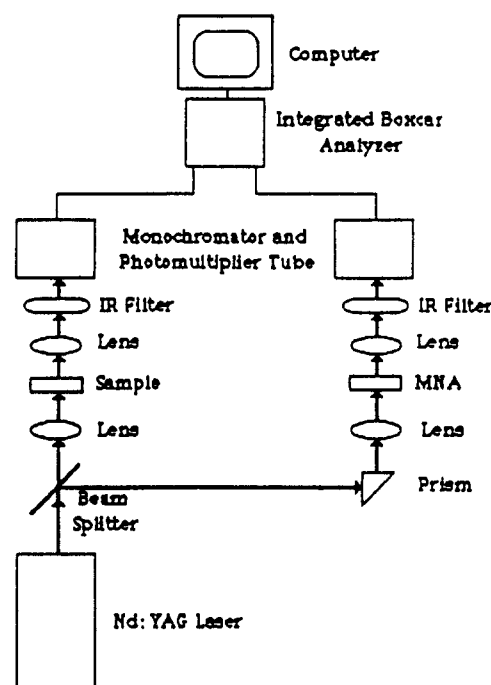 Computer
Integrated Boxcar
Analyzer
Monochromator and
Photomultiplier Tube
IR Filter
IR Filter
Lens
Lens
Sample
MNA
Lens
Lens
Beam
Splitter
Prism
Nd:YAG Laser